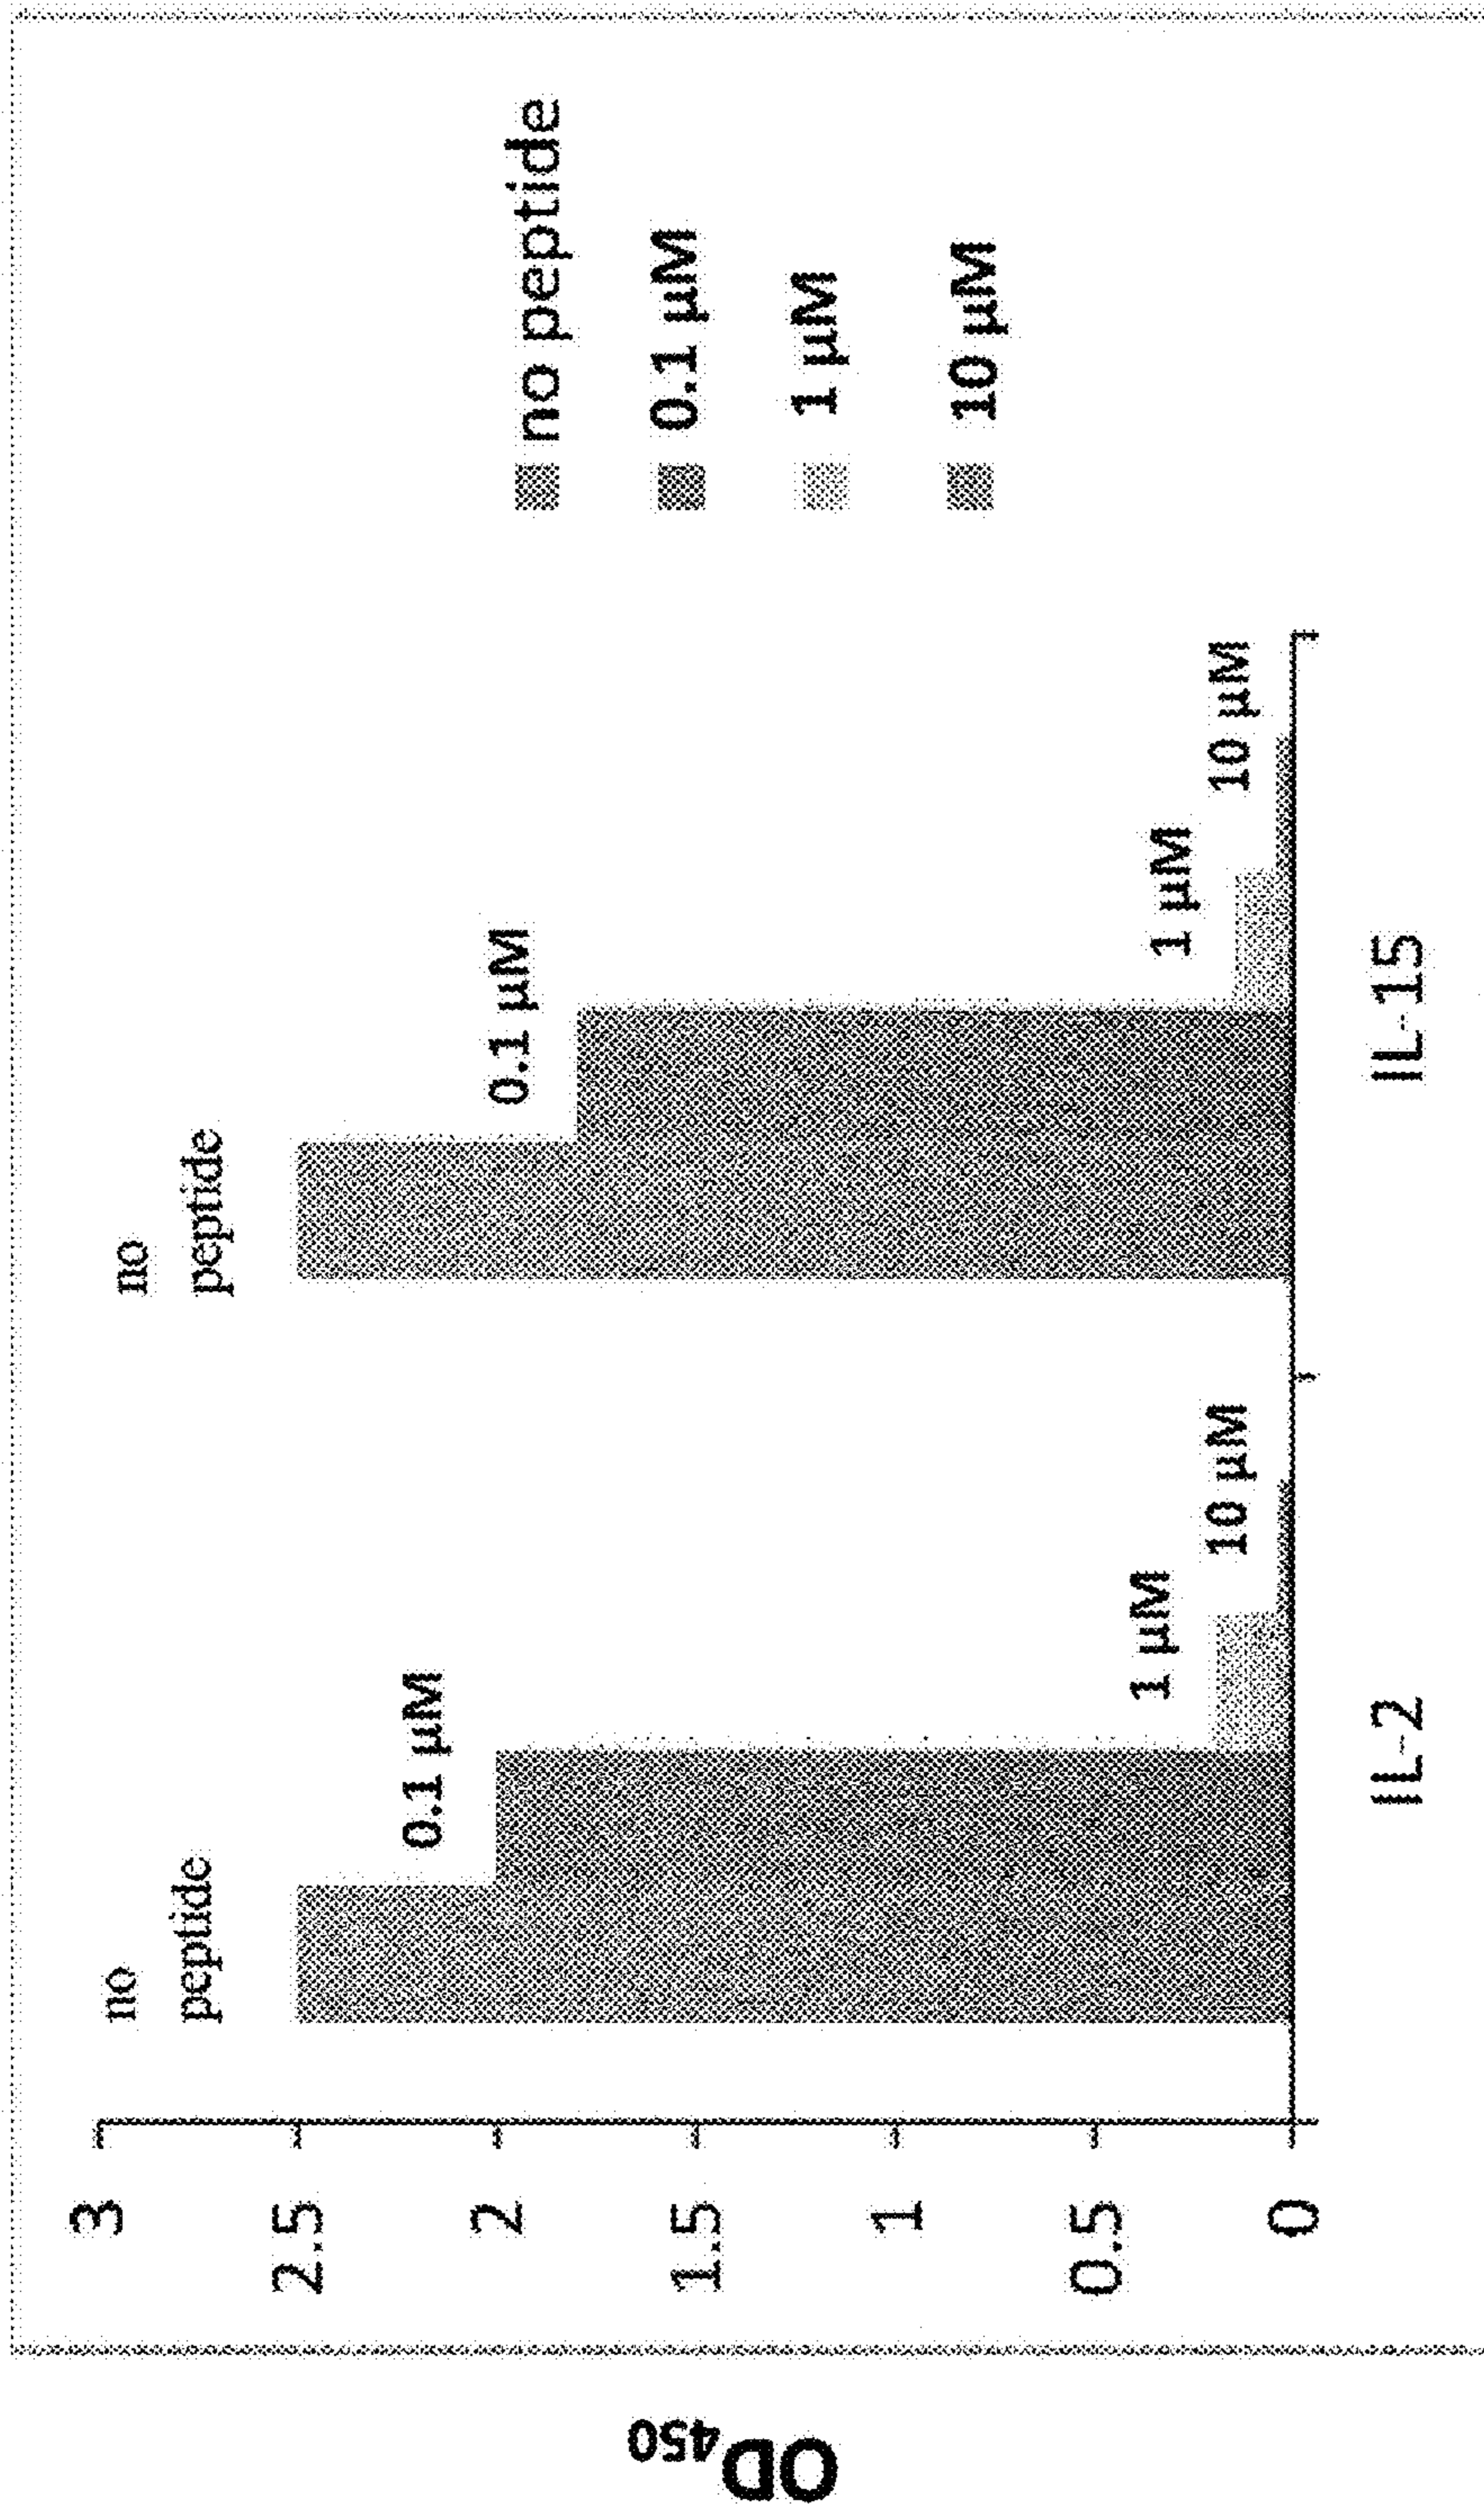 OD450
3
2.5
2
1.5
1
0.5
0
no
peptide
0.1 µM
1 µM
10 µM
no
peptide
0.1 µM
1 µM
10 µM
IL-2
IL-15
no peptide
0.1 µM
1 µM
10 µM